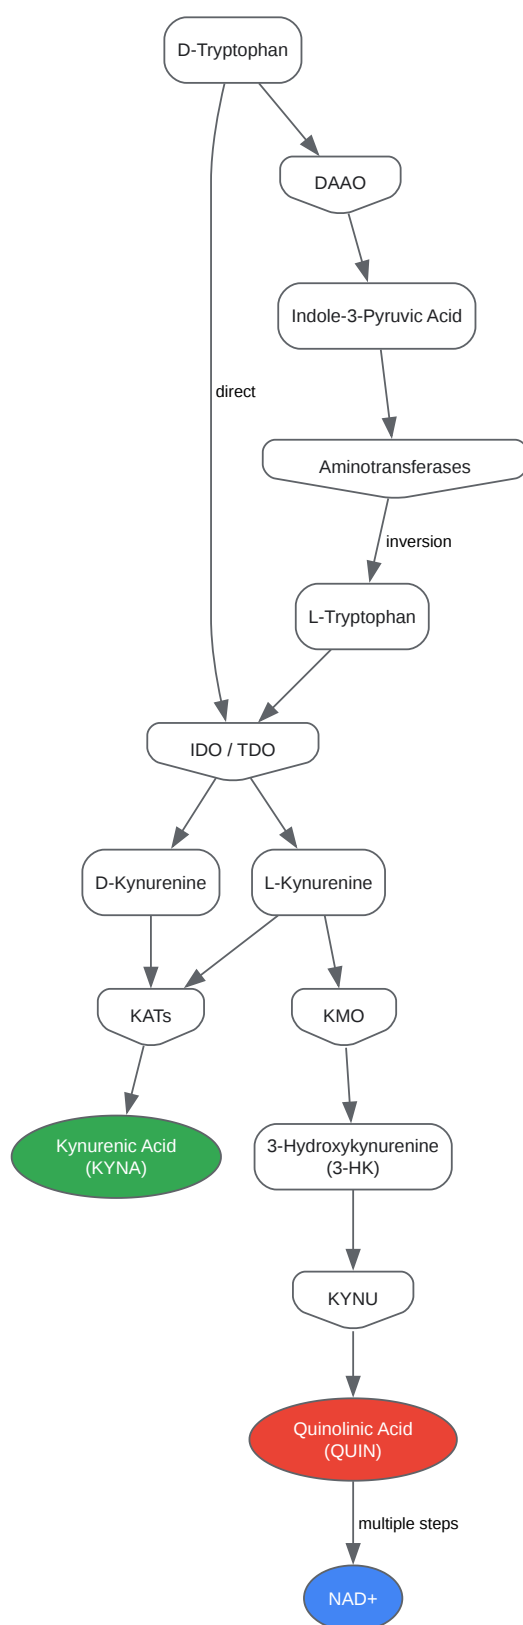 D-Tryptophan
DAAO
Indole-3-Pyruvic Acid
direct
Aminotransferases
inversion
L-Tryptophan
IDO / TDO
D-Kynurenine
L-Kynurenine
KATs
KMO
Kynurenic Acid
(KYNA)
3-Hydroxykynurenine
(3-HK)
KYNU
Quinolinic Acid
(QUIN)
multiple steps
NAD+